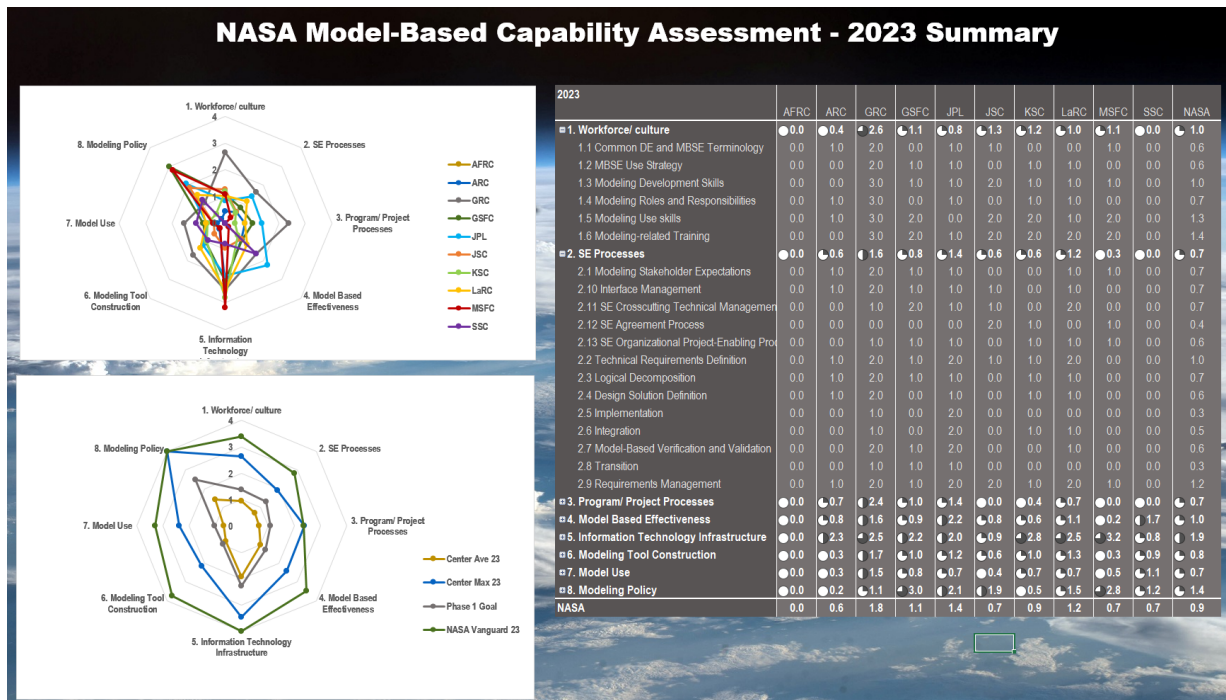 NASA Model-Based Capability Assessment - 2023 Summary
1. Workforce/ culture
4
3
2
1
8. Modeling Policy
2. SE Processes
7. Model Use
3. Program/ Project
Processes
6. Modeling Tool
Construction
4. Model Based
Effectiveness
5. Information
Technology
AFRC
ARC
GRC
GSFC
JPL
JSC
KSC
LaRC
MSFC
SSC
1. Workforce/ culture
4
3
2
1
0
8. Modeling Policy
2. SE Processes
7. Model Use
3. Program/ Project
Processes
6. Modeling Tool
Construction
4. Model Based
Effectiveness
5. Information Technology
Infrastructure
Center Ave 23
Center Max 23
Phase 1 Goal
NASA Vanguard 23
2023
AFRC ARC GRC GSFC JPL JSC KSC LaRC MSFC SSC NASA
1. Workforce/ culture 0.0 0.4 2.6 1.1 0.8 1.3 1.2 1.0 1.1 0.0 1.0
1.1 Common DE and MBSE Terminology 0.0 1.0 2.0 0.0 1.0 1.0 0.0 0.0 1.0 0.0 0.6
1.2 MBSE Use Strategy 0.0 0.0 2.0 1.0 1.0 0.0 1.0 1.0 0.0 0.0 0.6
1.3 Modeling Development Skills 0.0 0.0 3.0 1.0 1.0 2.0 1.0 1.0 1.0 0.0 1.0
1.4 Modeling Roles and Responsibilities 0.0 0.0 3.0 1.0 1.0 0.0 1.0 1.0 0.0 0.0 0.7
1.5 Modeling Use skills 0.0 1.0 3.0 2.0 0.0 2.0 2.0 1.0 2.0 0.0 1.3
1.6 Modeling-related Training 0.0 0.0 3.0 2.0 1.0 2.0 2.0 2.0 2.0 0.0 1.4
2. SE Processes 0.0 0.6 1.6 0.8 1.4 0.6 0.6 1.2 0.3 0.0 0.7
2.1 Modeling Stakeholder Expectations 0.0 1.0 2.0 1.0 1.0 0.0 1.0 1.0 0.0 0.0 0.7
2.10 Interface Management 0.0 1.0 2.0 1.0 1.0 1.0 0.0 1.0 0.0 0.0 0.7
2.11 SE Crosscutting Technical Managemen 0.0 0.0 1.0 2.0 1.0 1.0 0.0 2.0 0.0 0.0 0.7
2.12 SE Agreement Process 0.0 0.0 0.0 0.0 0.0 2.0 1.0 0.0 1.0 0.0 0.4
2.13 SE Organizational Project-Enabling Pro 0.0 0.0 1.0 1.0 1.0 0.0 1.0 1.0 1.0 0.0 0.6
2.2 Technical Requirements Definition 0.0 1.0 2.0 1.0 2.0 1.0 1.0 2.0 0.0 0.0 1.0
2.3 Logical Decomposition 0.0 1.0 2.0 1.0 1.0 0.0 1.0 1.0 0.0 0.0 0.7
2.4 Design Solution Definition 0.0 1.0 2.0 0.0 1.0 0.0 1.0 1.0 0.0 0.0 0.6
2.5 Implementation 0.0 0.0 1.0 0.0 2.0 0.0 0.0 0.0 0.0 0.0 0.3
2.6 Integration 0.0 0.0 1.0 0.0 2.0 0.0 1.0 1.0 0.0 0.0 0.5
2.7 Model-Based Verification and Validation 0.0 0.0 2.0 1.0 2.0 0.0 0.0 1.0 0.0 0.0 0.6
2.8 Transition 0.0 0.0 1.0 1.0 1.0 0.0 0.0 0.0 0.0 0.0 0.3
2.9 Requirements Management 0.0 1.0 2.0 1.0 2.0 1.0 1.0 2.0 1.0 0.0 1.2
3. Program/ Project Processes 0.0 0.7 2.4 1.0 1.4 0.0 0.4 0.7 0.0 0.0 0.7
4. Model Based Effectiveness 0.0 0.8 1.6 0.9 2.2 0.8 0.6 1.1 0.2 1.7 1.0
5. Information Technology Infrastructure 0.0 2.3 2.5 2.2 2.0 0.9 2.8 2.5 3.2 0.8 1.9
6. Modeling Tool Construction 0.0 0.3 1.7 1.0 1.2 0.6 1.0 1.3 0.3 0.9 0.8
7. Model Use 0.0 0.3 1.5 0.8 0.7 0.4 0.7 0.7 0.5 1.1 0.7
8. Modeling Policy 0.0 0.2 1.1 3.0 2.1 1.9 0.5 1.5 2.8 1.2 1.4
NASA 0.0 0.6 1.8 1.1 1.4 0.7 0.9 1.2 0.7 0.7 0.9